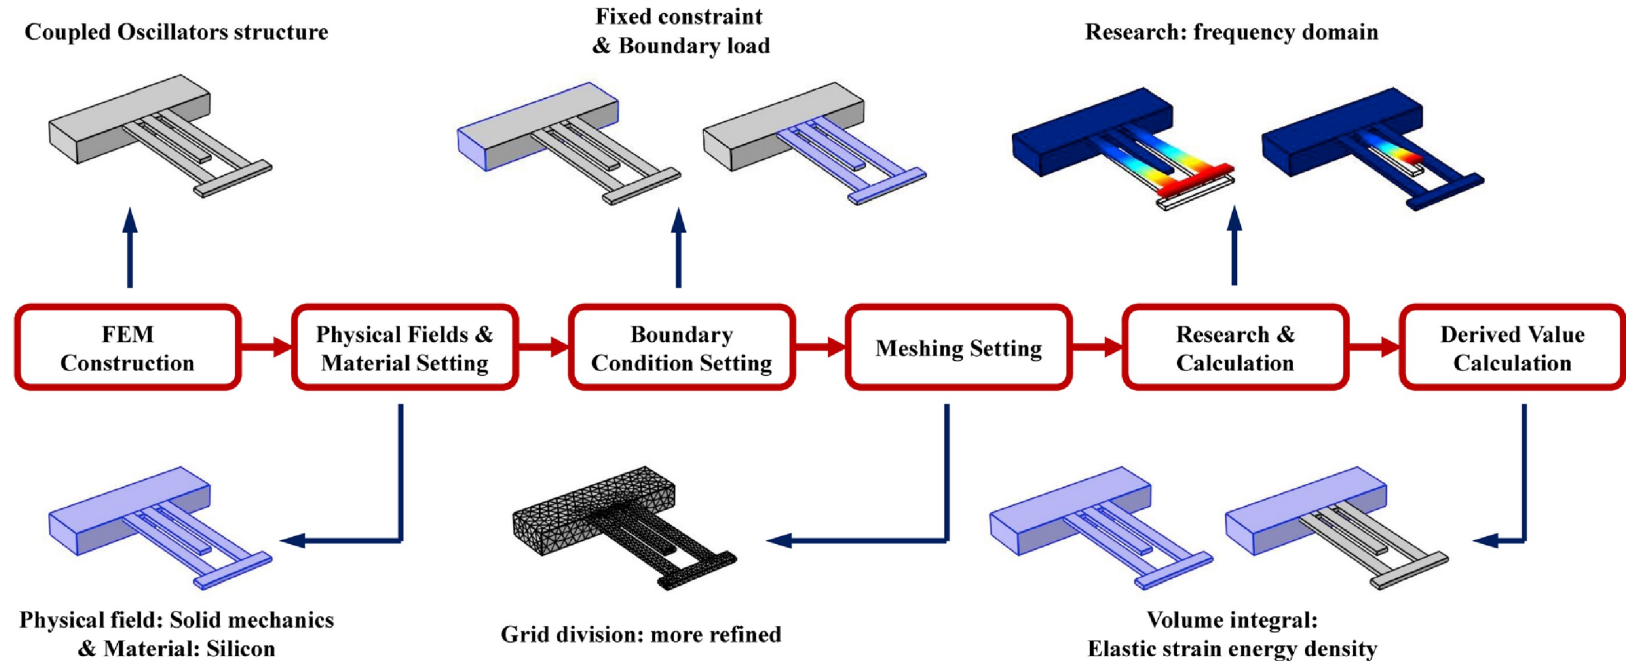 Coupled Oscillators structure
Fixed constraint
& Boundary load
Research: frequency domain
FEM
Construction
Physical Fields &
Material Setting
Boundary
Condition Setting
Meshing Setting
Research &
Calculation
Derived Value
Calculation
Physical field: Solid mechanics
& Material: Silicon
Grid division: more refined
Volume integral:
Elastic strain energy density